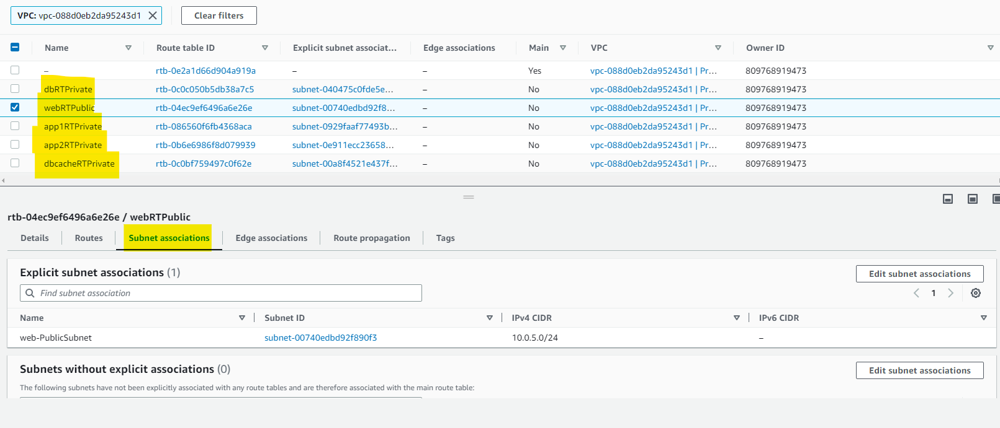 VPC: vpc-088d0eb2da95243d1 Clear filters
Name Route table ID Explicit subnet associat... Edge associations Main VPC Owner ID
– rtb-0e2a1d66d904a919a – – Yes vpc-088d0eb2da95243d1 | Pr... 809768919473
dbRTPrivate rtb-0c0c050b5db38a7c5 subnet-040475c0fde5e... – No vpc-088d0eb2da95243d1 | Pr... 809768919473
webRTPublic rtb-04ec9ef6496a6e26e subnet-00740edbd92f8... – No vpc-088d0eb2da95243d1 | Pr... 809768919473
app1RTPrivate rtb-086560f6fb4368aca subnet-0929faaf77493b... – No vpc-088d0eb2da95243d1 | Pr... 809768919473
app2RTPrivate rtb-0b6e6986f8d079939 subnet-0e911ecc23658... – No vpc-088d0eb2da95243d1 | Pr... 809768919473
dbcacheRTPrivate rtb-0c0bf759497c0f62e subnet-00a8f4521e437f... – No vpc-088d0eb2da95243d1 | Pr... 809768919473
rtb-04ec9ef6496a6e26e / webRTPublic
Details Routes Subnet associations Edge associations Route propagation Tags
Explicit subnet associations (1) Edit subnet associations
Find subnet association 1
Name Subnet ID IPv4 CIDR IPv6 CIDR
web-PublicSubnet subnet-00740edbd92f890f3 10.0.5.0/24 –
Subnets without explicit associations (0) Edit subnet associations
The following subnets have not been explicitly associated with any route tables and are therefore associated with the main route table: